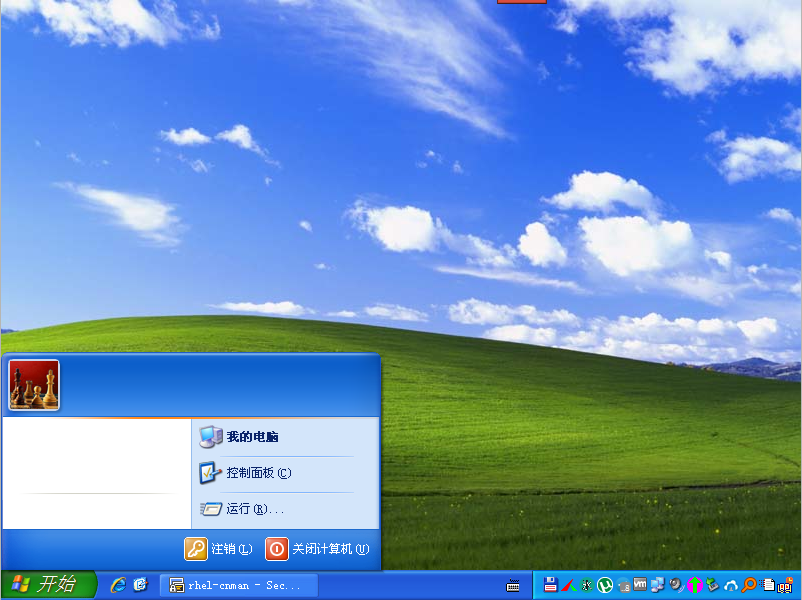 我的电脑
控制面板(C)
运行(R)...
注销(L) 关闭计算机(U)
开始 rhel-cnman - Sec... vm